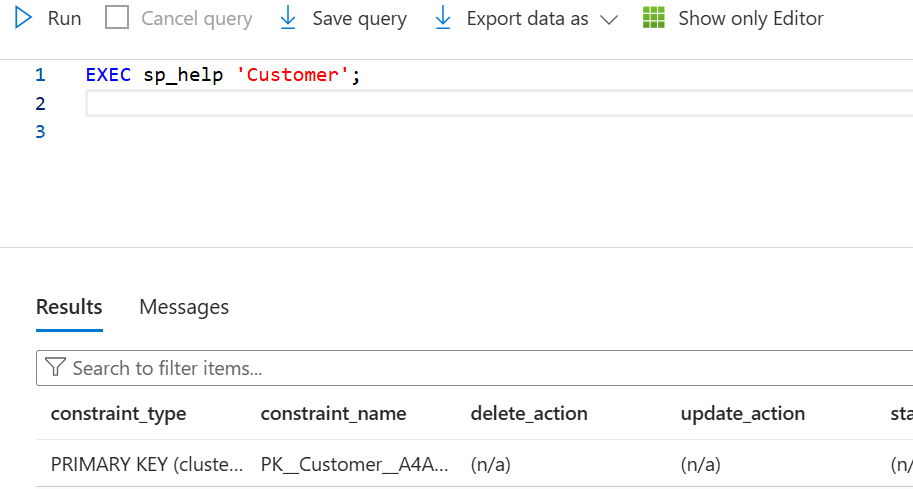 Run Cancel query Save query Export data as Show only Editor
1 EXEC sp_help 'Customer';
2
3
Results Messages
Search to filter items...
constraint_type constraint_name delete_action update_action sta
PRIMARY KEY (cluste... PK__Customer__A4A... (n/a) (n/a) (n/